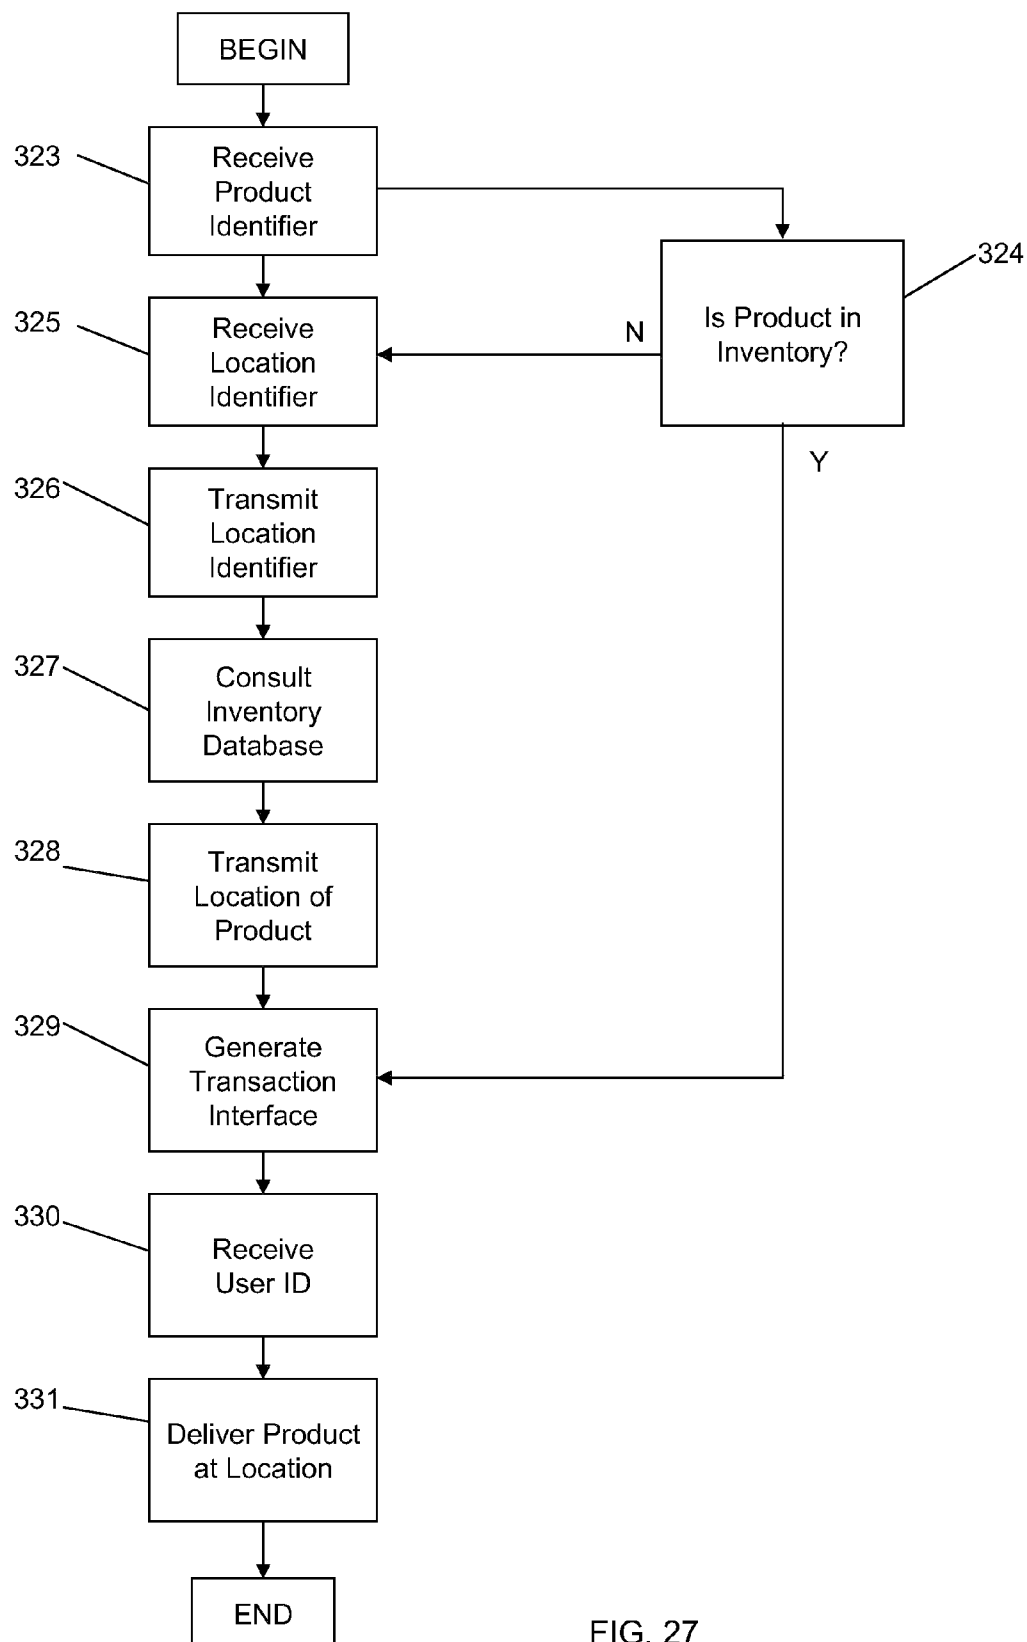 BEGIN
323
Receive
Product
Identifier
324
Is Product in
Inventory?
N
Y
325
Receive
Location
Identifier
326
Transmit
Location
Identifier
327
Consult
Inventory
Database
328
Transmit
Location of
Product
329
Generate
Transaction
Interface
330
Receive
User ID
331
Deliver Product
at Location
END
FIG. 27